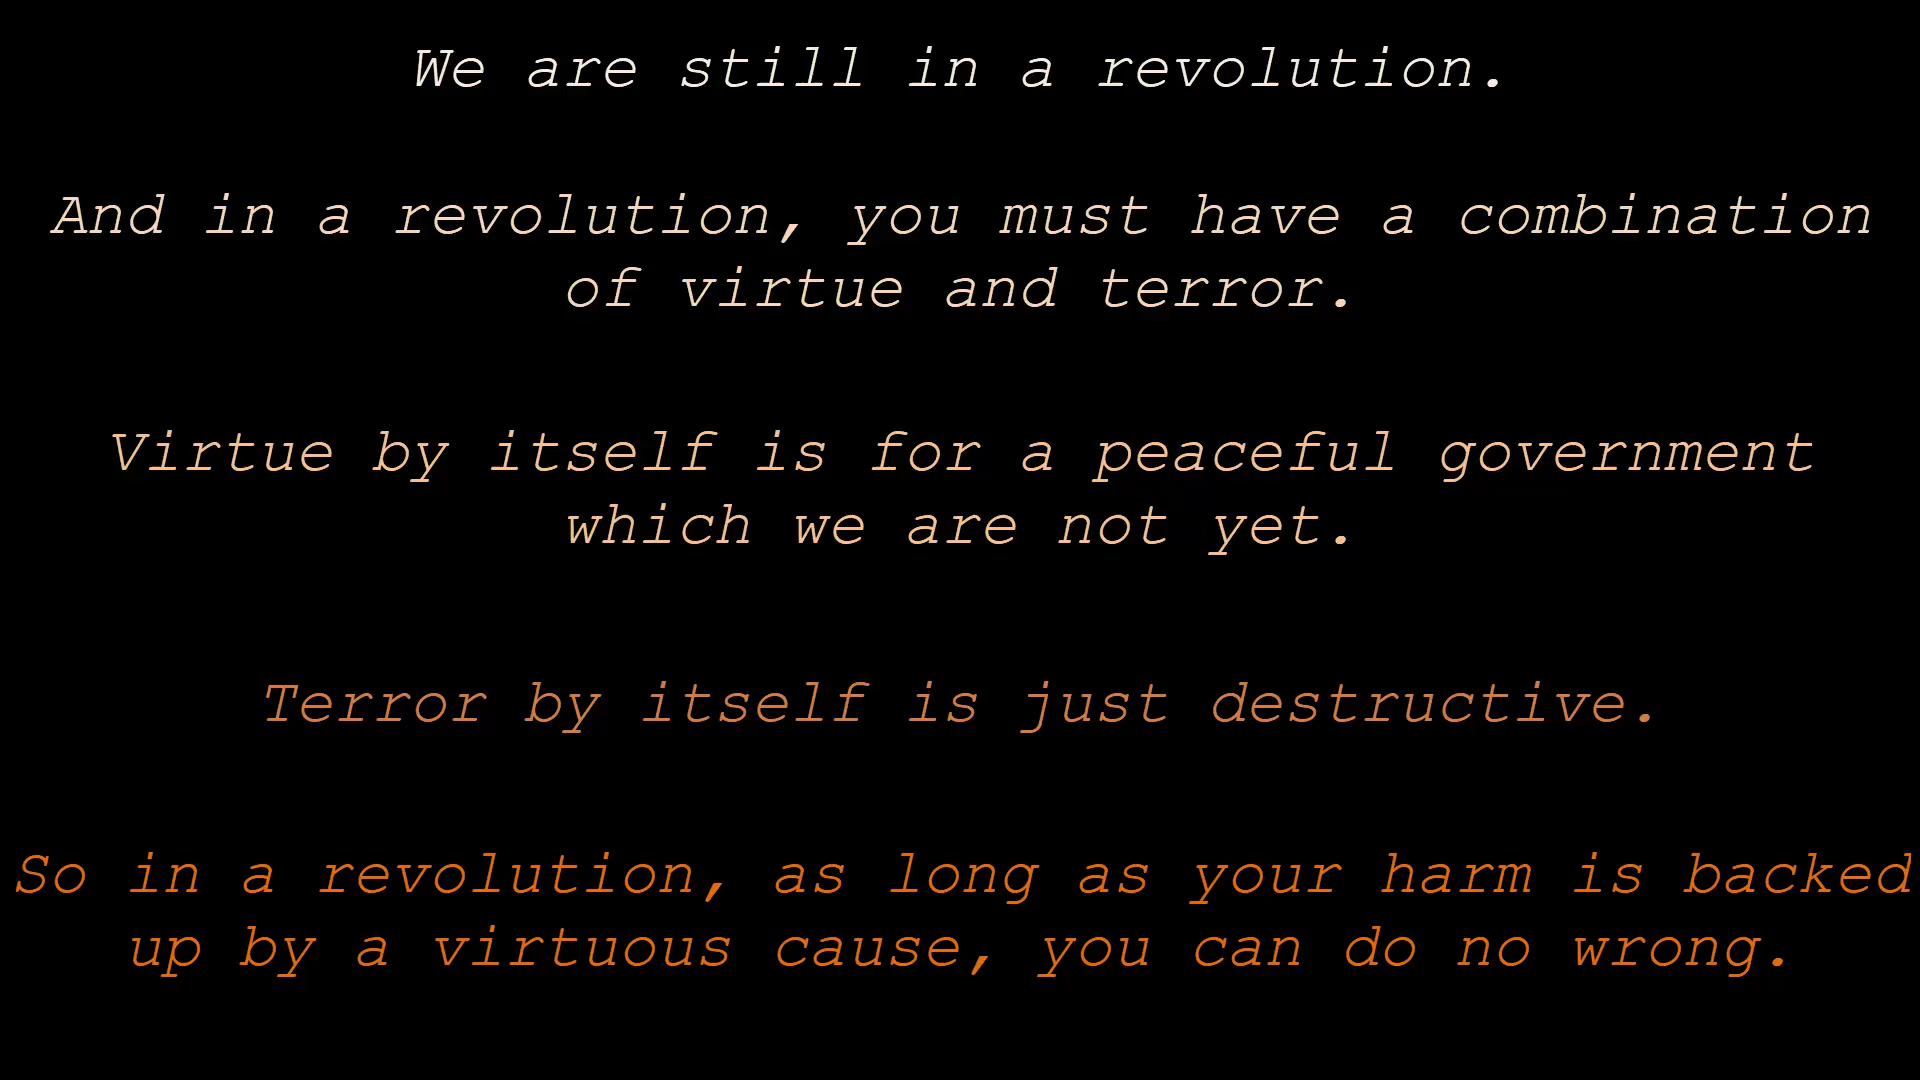 We are still in a revolution.
And in a revolution, you must have a combination
of virtue and terror.
Virtue by itself is for a peaceful government
which we are not yet.
Terror by itself is just destructive.
So in a revolution, as long as your harm is backed
up by a virtuous cause, you can do no wrong.